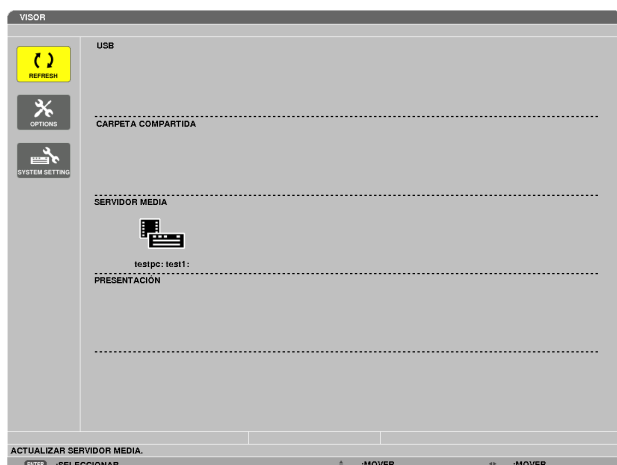 VISOR
USB
REFRESH
OPTIONS
CARPETA COMPARTIDA
SYSTEM SETTING
SERVIDOR MEDIA
testpc: test1:
PRESENTACIÓN
ACTUALIZAR SERVIDOR MEDIA.
ENTER :SELECCIONAR :MOVER :MOVER